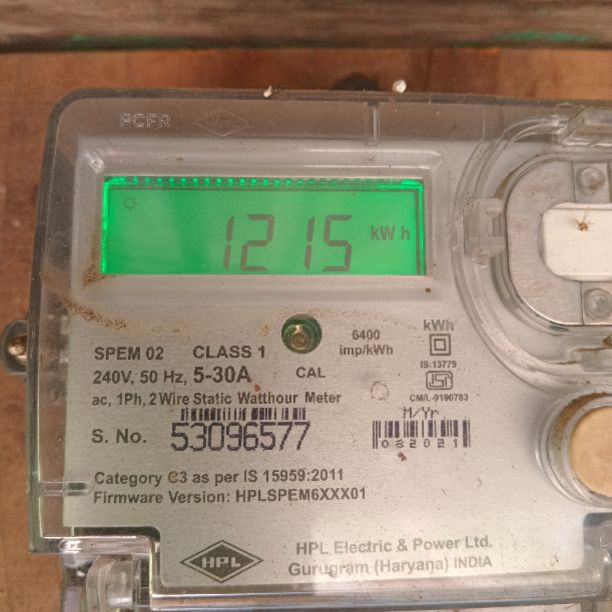 PCFR HPL
1215 kWh
SPEM 02 CLASS 1
6400 imp/kWh
kWh
IS:13779
240V, 50 Hz, 5-30A CAL
ISI
CM/L-9190783
ac, 1Ph, 2 Wire Static Watthour Meter
M/Yr
S. No. 53096577
082021
Category C3 as per IS 15959:2011
Firmware Version: HPLSPEM6XXX01
HPL
HPL Electric & Power Ltd.
Gurugram (Haryana) INDIA